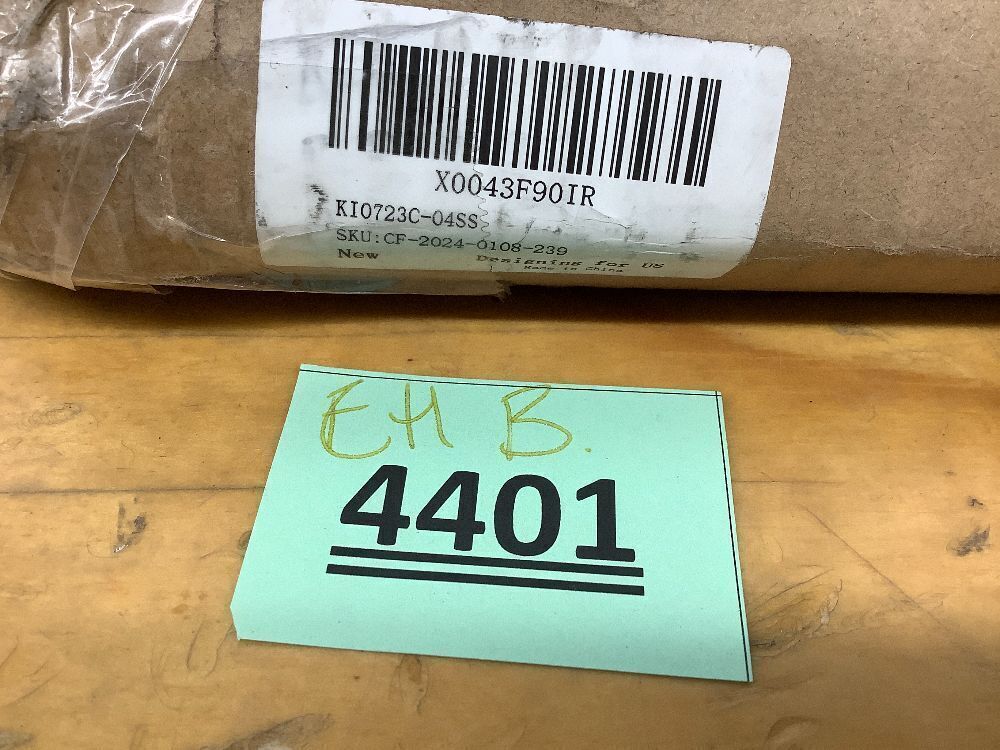 X0043F90IR
KI0723C-04SS
SKU:CF-2024-0108-239
New Designing for US
Made in China
EH B.
4401